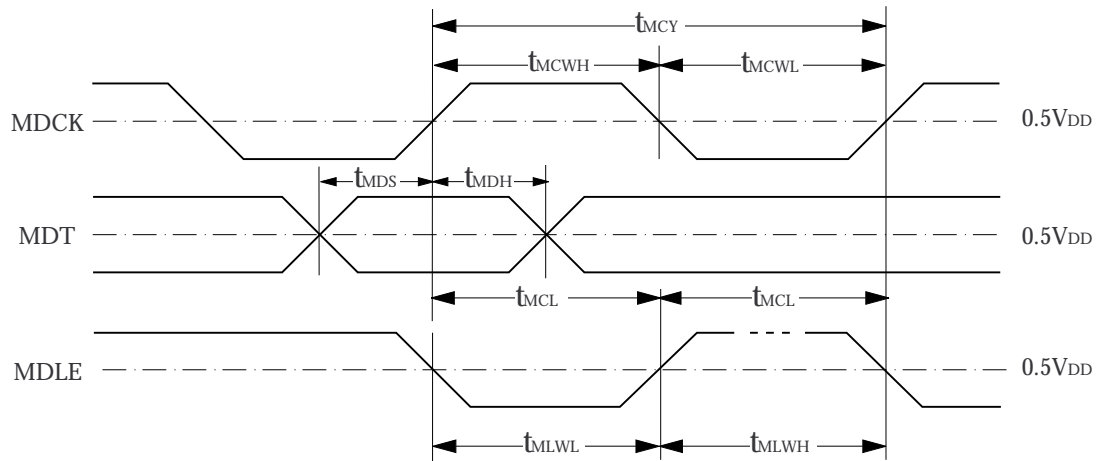 tMCY
tMCWH tMCWL
MDCK 0.5VDD
tMDS tMDH
MDT 0.5VDD
tMCL tMCL
MDLE 0.5VDD
tMLWL tMLWH